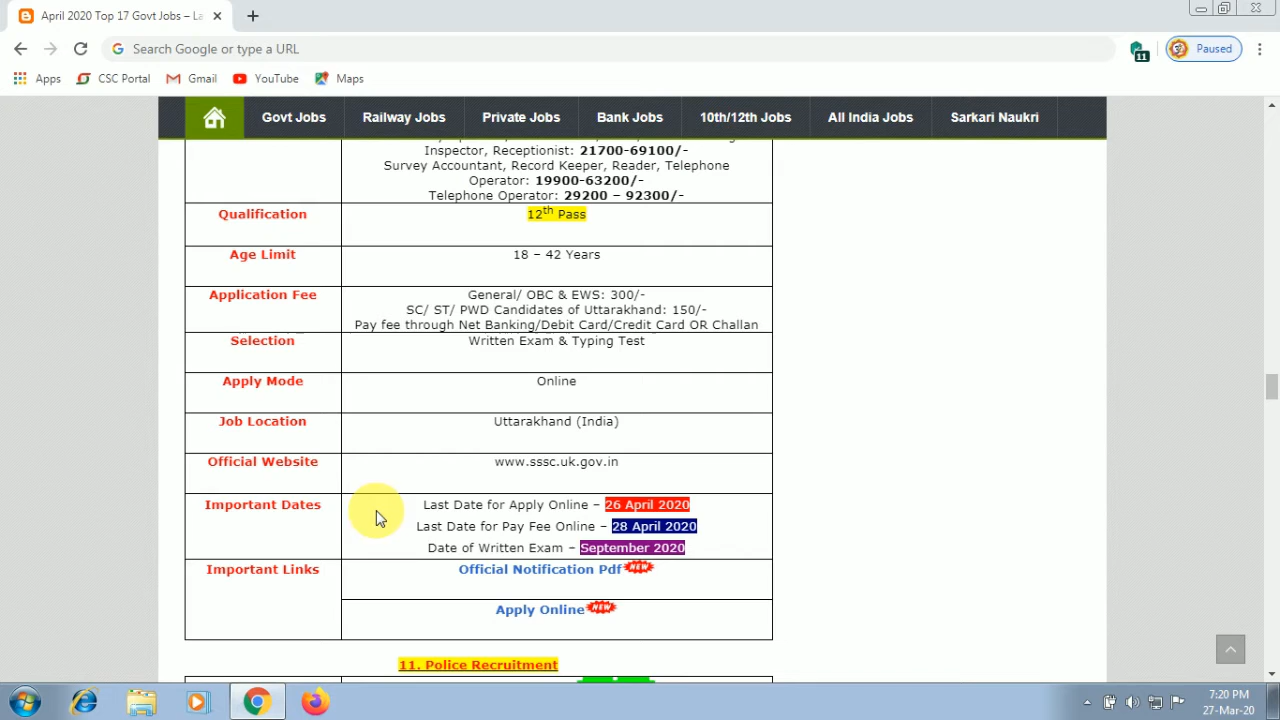 April 2020 Top 17 Govt Jobs – La
Search Google or type a URL
11
Paused
Apps
CSC Portal
Gmail
YouTube
Maps
Govt Jobs
Railway Jobs
Private Jobs
Bank Jobs
10th/12th Jobs
All India Jobs
Sarkari Naukri
Inspector, Receptionist: 21700-69100/-
Survey Accountant, Record Keeper, Reader, Telephone
Operator: 19900-63200/-
Telephone Operator: 29200 – 92300/-
Qualification
12th Pass
Age Limit
18 – 42 Years
Application Fee
General/ OBC & EWS: 300/-
SC/ ST/ PWD Candidates of Uttarakhand: 150/-
Pay fee through Net Banking/Debit Card/Credit Card OR Challan
Selection
Written Exam & Typing Test
Apply Mode
Online
Job Location
Uttarakhand (India)
Official Website
www.sssc.uk.gov.in
Important Dates
Last Date for Apply Online – 26 April 2020
Last Date for Pay Fee Online – 28 April 2020
Date of Written Exam – September 2020
Important Links
Official Notification Pdf NEW
Apply Online NEW
11. Police Recruitment
7:20 PM
27-Mar-20